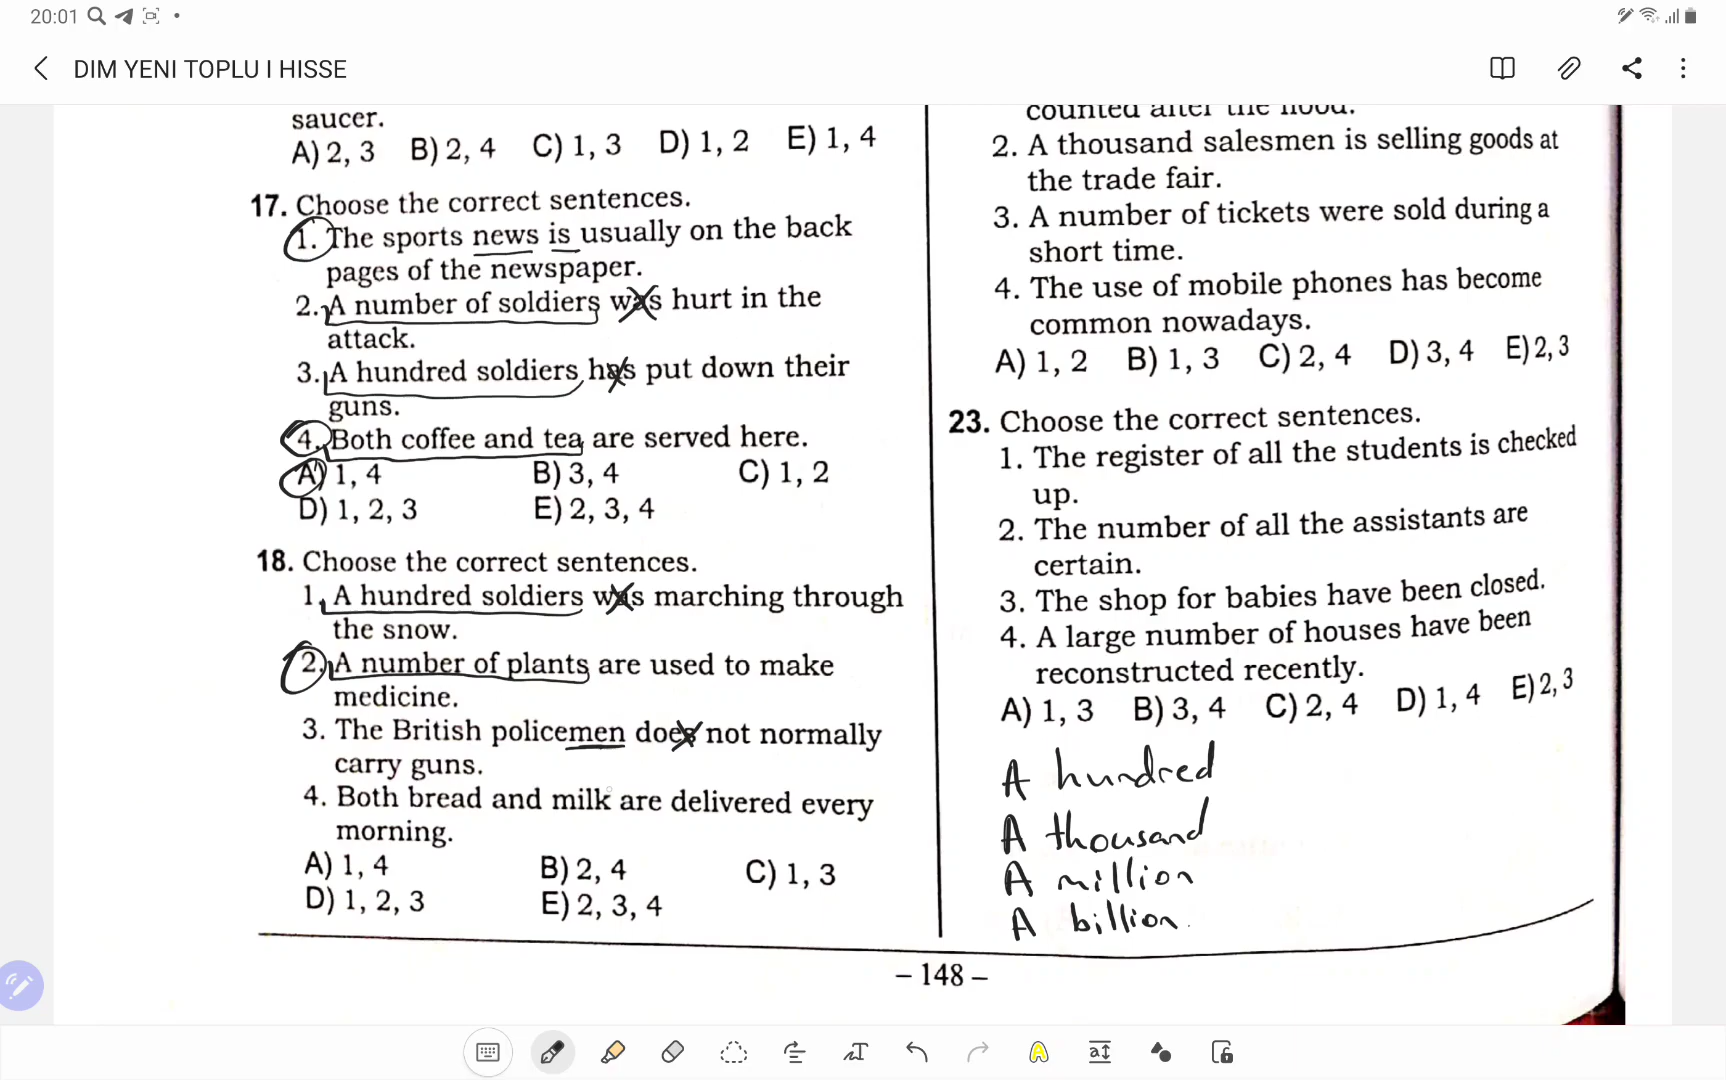 20:01
DIM YENI TOPLU I HISSE
saucer.
A) 2, 3 B) 2, 4 C) 1, 3 D) 1, 2 E) 1, 4
17. Choose the correct sentences.
1. The sports news is usually on the back
pages of the newspaper.
2. A number of soldiers was hurt in the
attack.
3. A hundred soldiers has put down their
guns.
4. Both coffee and tea are served here.
A) 1, 4 B) 3, 4 C) 1, 2
D) 1, 2, 3 E) 2, 3, 4
18. Choose the correct sentences.
1. A hundred soldiers was marching through
the snow.
2. A number of plants are used to make
medicine.
3. The British policemen does not normally
carry guns.
4. Both bread and milk are delivered every
morning.
A) 1, 4 B) 2, 4 C) 1, 3
D) 1, 2, 3 E) 2, 3, 4
counted after the flood.
2. A thousand salesmen is selling goods at
the trade fair.
3. A number of tickets were sold during a
short time.
4. The use of mobile phones has become
common nowadays.
A) 1, 2 B) 1, 3 C) 2, 4 D) 3, 4 E) 2, 3
23. Choose the correct sentences.
1. The register of all the students is checked
up.
2. The number of all the assistants are
certain.
3. The shop for babies have been closed.
4. A large number of houses have been
reconstructed recently.
A) 1, 3 B) 3, 4 C) 2, 4 D) 1, 4 E) 2, 3
A hundred
A thousand
A million
A billion.
– 148 –